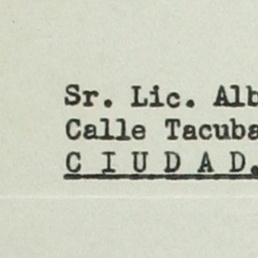 Sr. Lic. Alb
Calle Tacuba
C I U D A D.